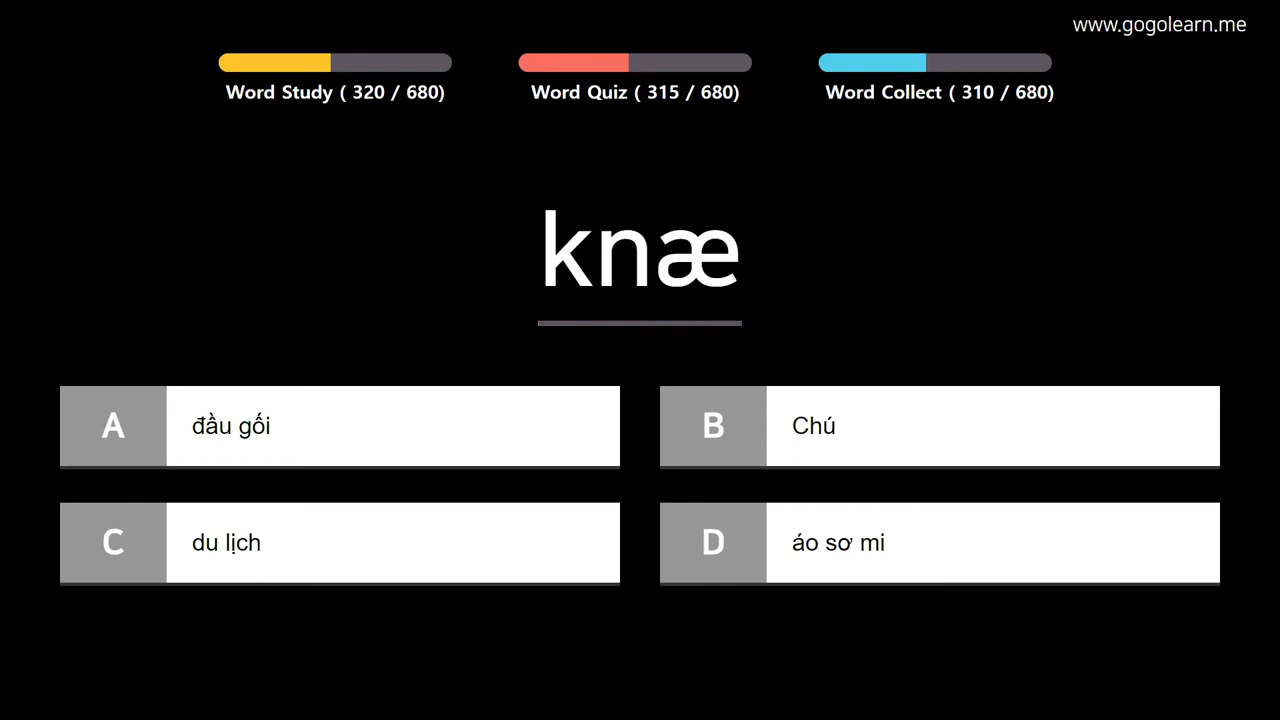 www.gogolearn.me
Word Study ( 320 / 680)
Word Quiz ( 315 / 680)
Word Collect ( 310 / 680)
knæ
A đầu gối
B Chú
C du lịch
D áo sơ mi